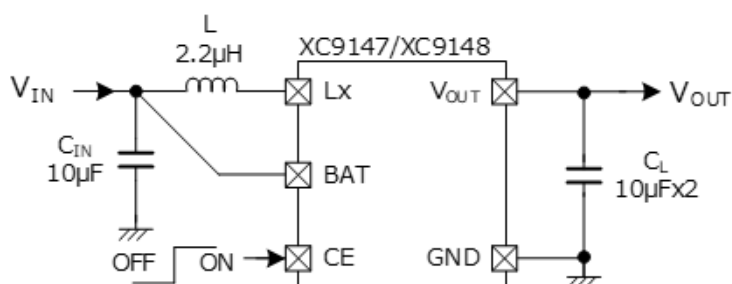 L
2.2μH
XC9147/XC9148
VIN
Lx
VOUT
VOUT
CIN
10μF
BAT
CL
10μFx2
OFF
ON
CE
GND